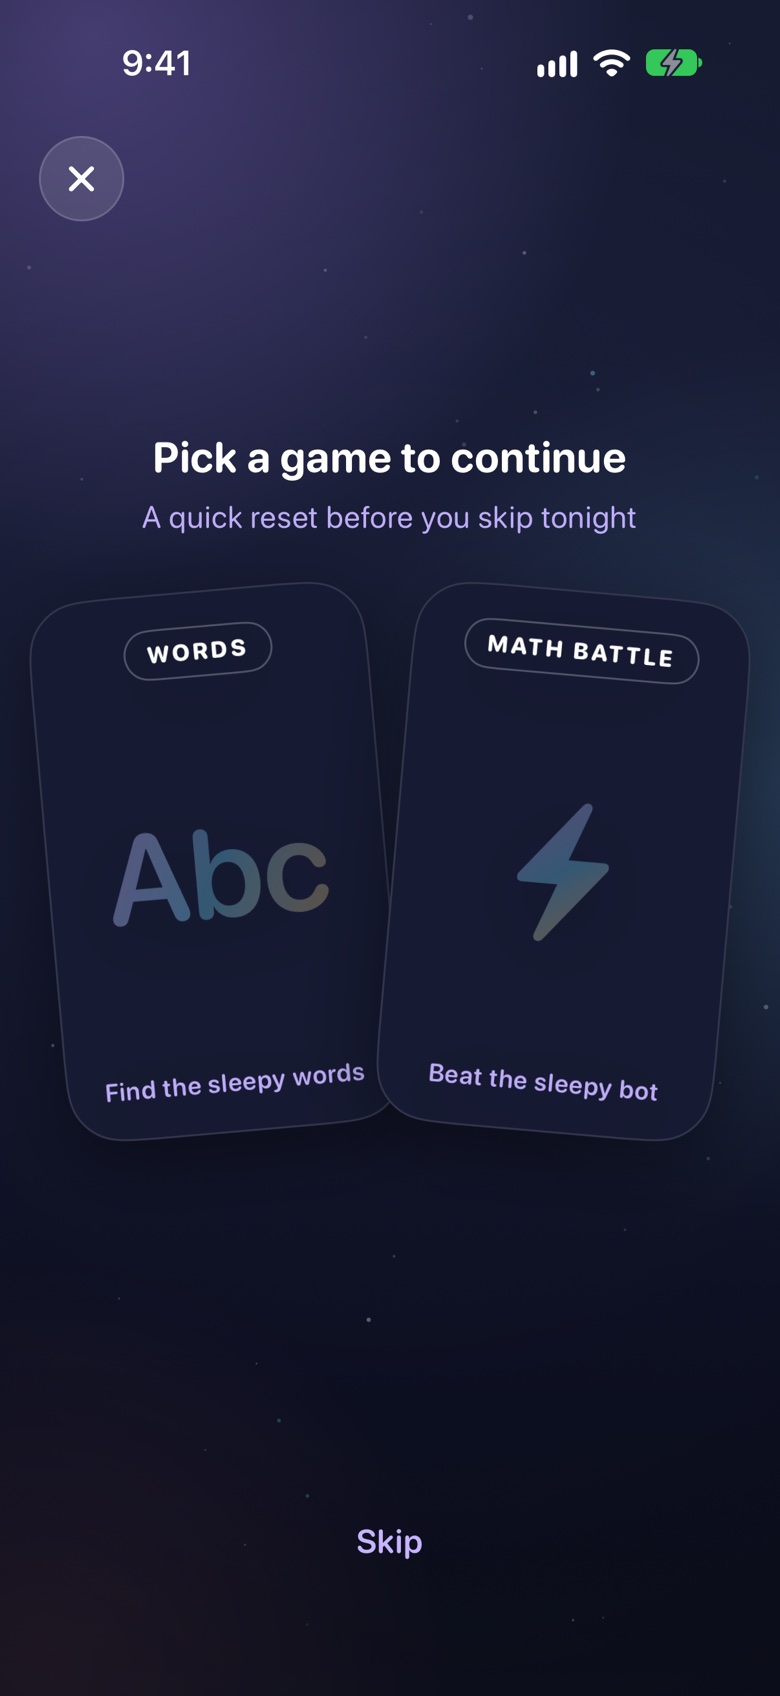 9:41
Pick a game to continue
A quick reset before you skip tonight
WORDS
Abc
Find the sleepy words
MATH BATTLE
Beat the sleepy bot
Skip